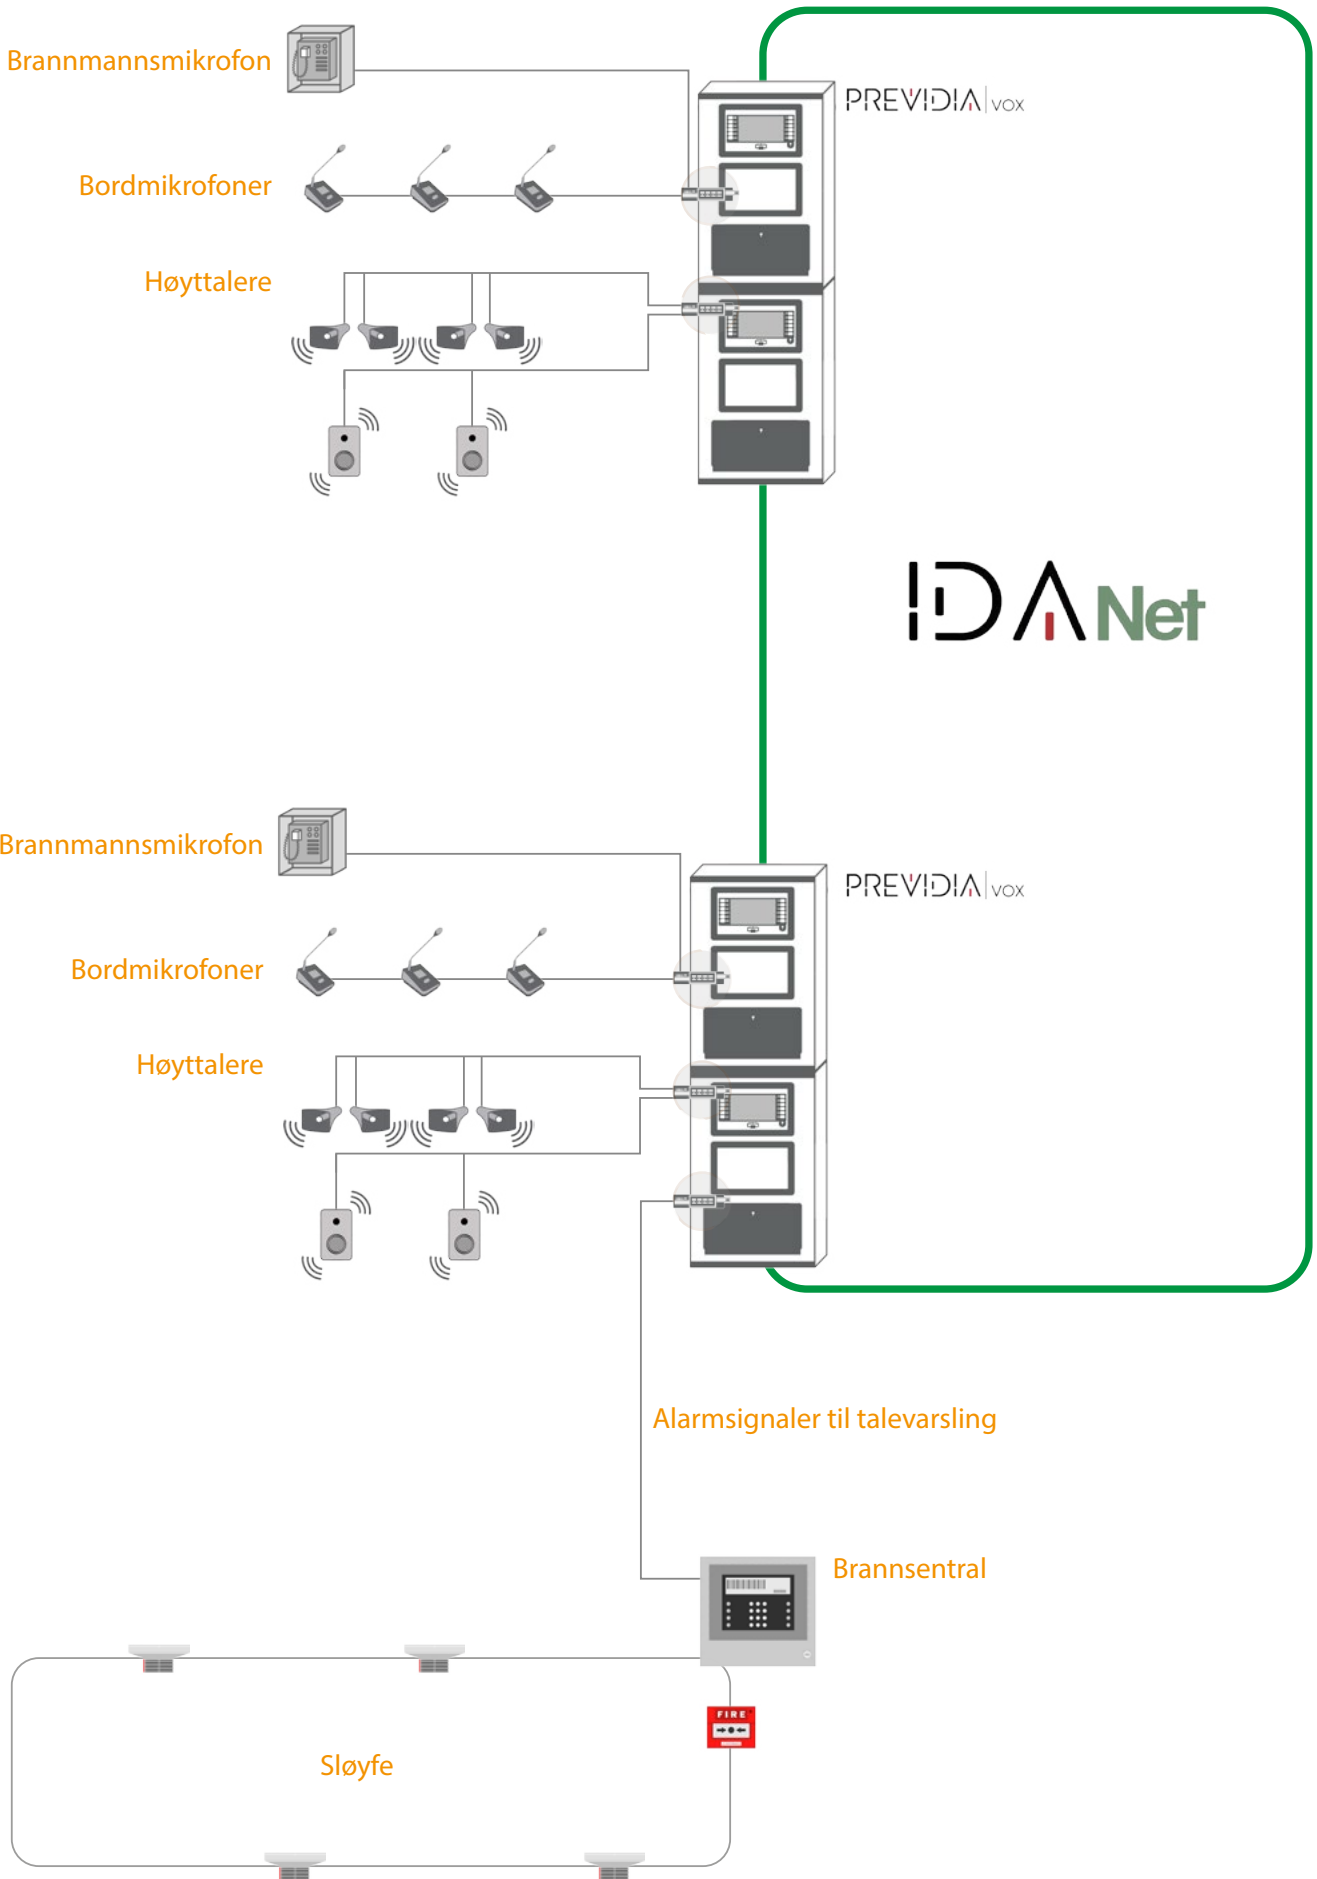 Brannmannsmikrofon
PREVIDIA VOX
Bordmikrofoner
Høyttalere
IDA Net
Brannmannsmikrofon
PREVIDIA VOX
Bordmikrofoner
Høyttalere
Alarmsignaler til talevarsling
Brannsentral
FIRE
Sløyfe